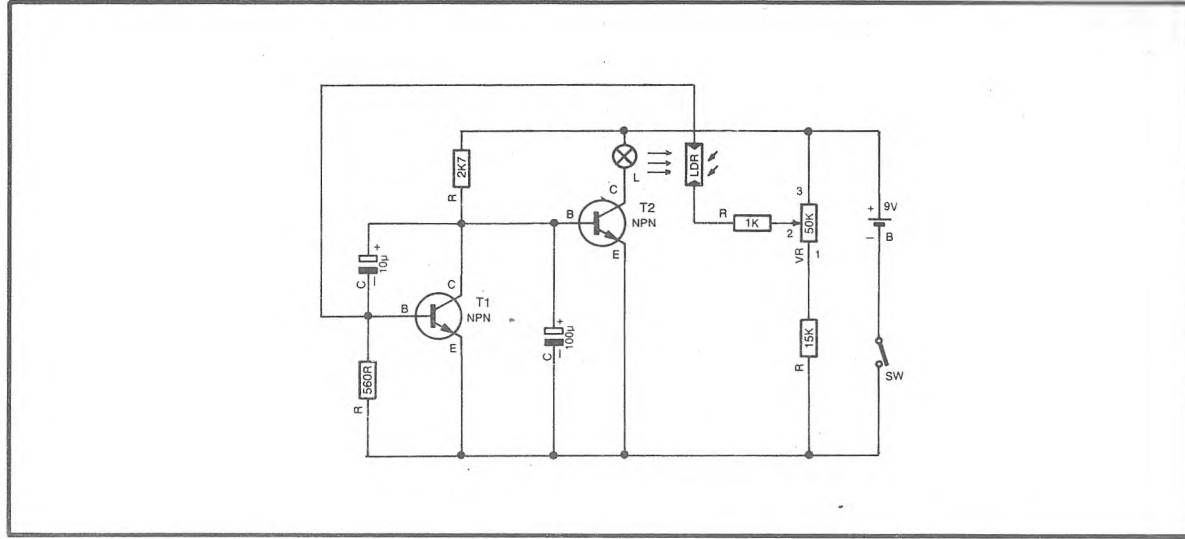 2K7
R
L
LDR
C
B
T2
NPN
E
R
1K
3
50K
2
VR
1
+
9V
B
–
+
10µ
–
C
C
B
T1
NPN
E
+
100µ
–
C
560R
R
15K
R
SW